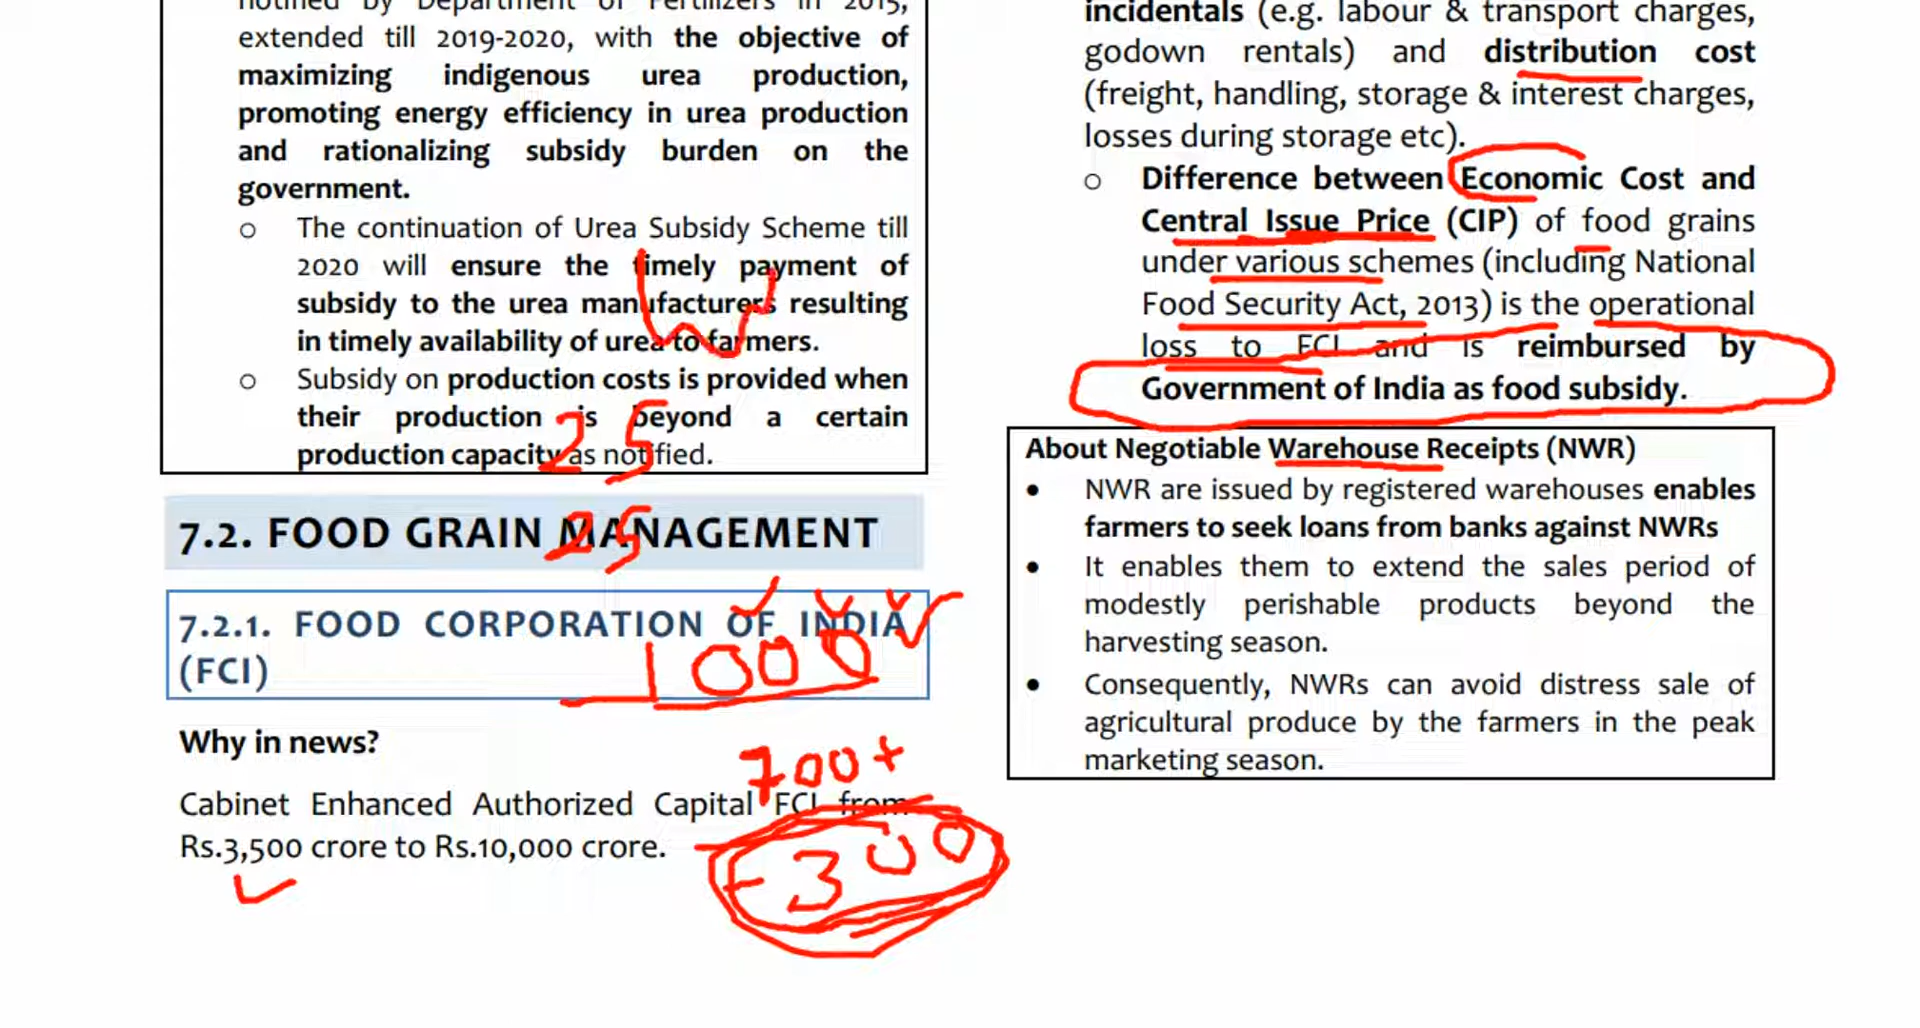 notified by Department of Fertilizers in 2015,
extended till 2019-2020, with the objective of
maximizing indigenous urea production,
promoting energy efficiency in urea production
and rationalizing subsidy burden on the
government.
o The continuation of Urea Subsidy Scheme till
2020 will ensure the timely payment of
subsidy to the urea manufacturers resulting
in timely availability of urea to farmers.
o Subsidy on production costs is provided when
their production is beyond a certain
production capacity as notified.
25
7.2. FOOD GRAIN MANAGEMENT
25
7.2.1. FOOD CORPORATION OF INDIA
(FCI)
1000
Why in news?
700+
Cabinet Enhanced Authorized Capital FCI from
Rs.3,500 crore to Rs.10,000 crore.
-300
incidentals (e.g. labour & transport charges,
godown rentals) and distribution cost
(freight, handling, storage & interest charges,
losses during storage etc).
o Difference between Economic Cost and
Central Issue Price (CIP) of food grains
under various schemes (including National
Food Security Act, 2013) is the operational
loss to FCI and is reimbursed by
Government of India as food subsidy.
About Negotiable Warehouse Receipts (NWR)
• NWR are issued by registered warehouses enables
farmers to seek loans from banks against NWRs
• It enables them to extend the sales period of
modestly perishable products beyond the
harvesting season.
• Consequently, NWRs can avoid distress sale of
agricultural produce by the farmers in the peak
marketing season.